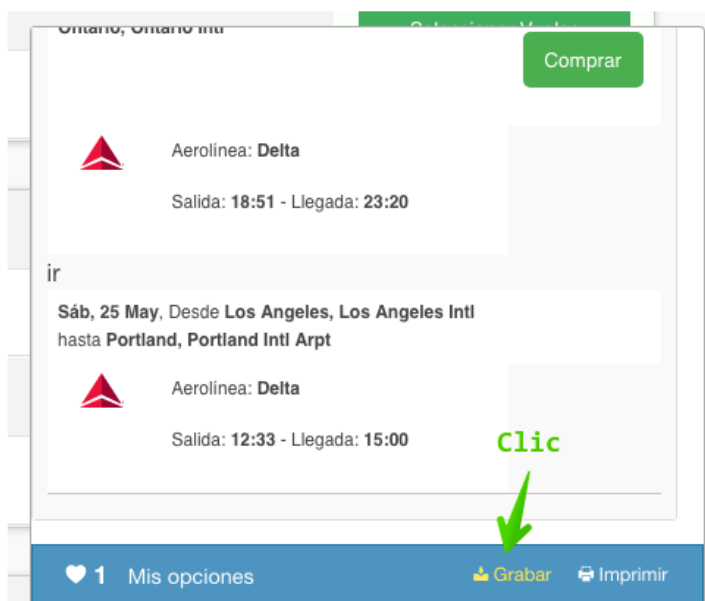 Ontario, Ontario Intl
Seleccionar Vuelos
Comprar
Aerolínea: Delta
Salida: 18:51 - Llegada: 23:20
ir
Sáb, 25 May, Desde Los Angeles, Los Angeles Intl
hasta Portland, Portland Intl Arpt
Aerolínea: Delta
Salida: 12:33 - Llegada: 15:00
Clic
1 Mis opciones Grabar Imprimir